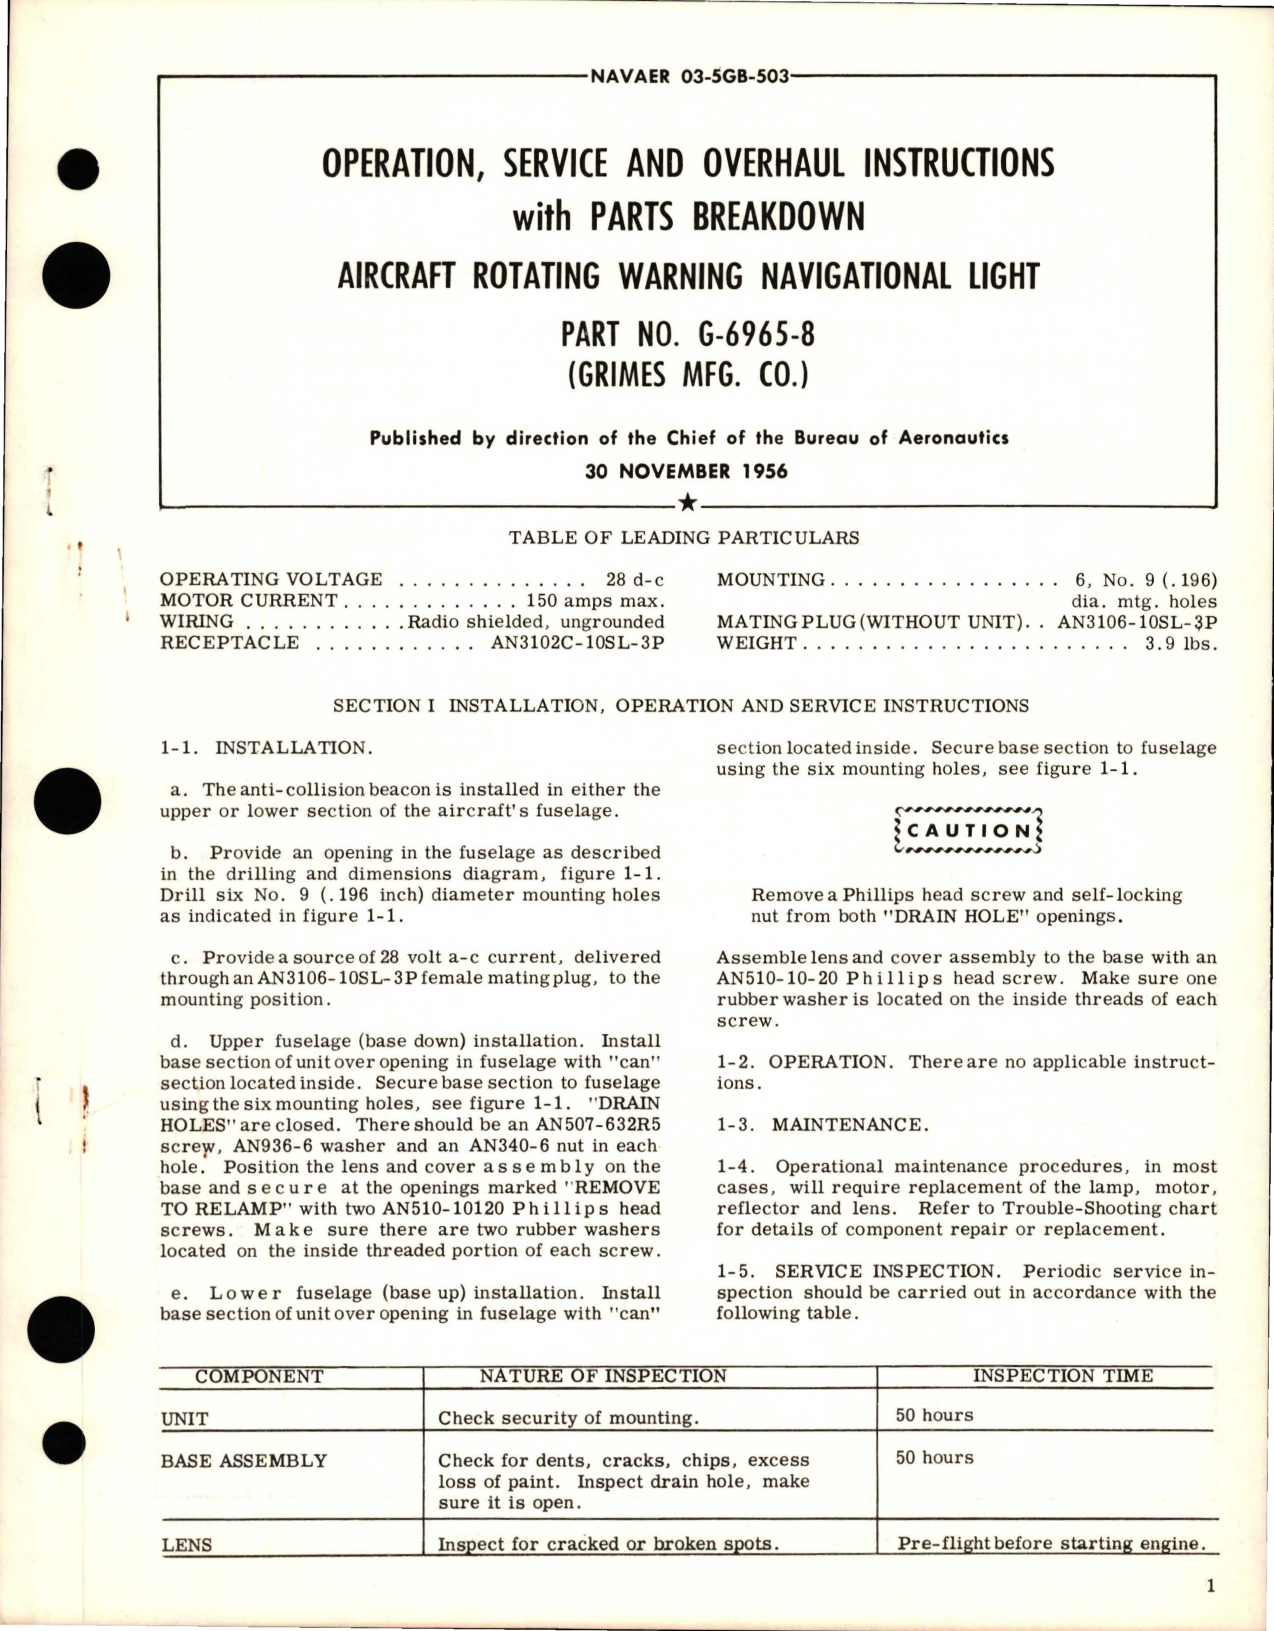 NAVAER 03-5GB-503
OPERATION, SERVICE AND OVERHAUL INSTRUCTIONS
with PARTS BREAKDOWN
AIRCRAFT ROTATING WARNING NAVIGATIONAL LIGHT
PART NO. G-6965-8
(GRIMES MFG. CO.)
Published by direction of the Chief of the Bureau of Aeronautics
30 NOVEMBER 1956
TABLE OF LEADING PARTICULARS
OPERATING VOLTAGE . . . . . . . . . . . . . . 28 d-c
MOTOR CURRENT . . . . . . . . . . . . . 150 amps max.
WIRING . . . . . . . . . . . . Radio shielded, ungrounded
RECEPTACLE . . . . . . . . . . . . AN3102C-10SL-3P
MOUNTING . . . . . . . . . . . . . . . . . 6, No. 9 (.196)
dia. mtg. holes
MATING PLUG (WITHOUT UNIT) . . AN3106-10SL-3P
WEIGHT . . . . . . . . . . . . . . . . . . . . . . . . 3.9 lbs.
SECTION I INSTALLATION, OPERATION AND SERVICE INSTRUCTIONS
1-1. INSTALLATION.
a. The anti-collision beacon is installed in either the
upper or lower section of the aircraft's fuselage.
b. Provide an opening in the fuselage as described
in the drilling and dimensions diagram, figure 1-1.
Drill six No. 9 (.196 inch) diameter mounting holes
as indicated in figure 1-1.
c. Provide a source of 28 volt a-c current, delivered
through an AN3106-10SL-3P female mating plug, to the
mounting position.
d. Upper fuselage (base down) installation. Install
base section of unit over opening in fuselage with "can"
section located inside. Secure base section to fuselage
using the six mounting holes, see figure 1-1. "DRAIN
HOLES" are closed. There should be an AN507-632R5
screw, AN936-6 washer and an AN340-6 nut in each
hole. Position the lens and cover assembly on the
base and secure at the openings marked "REMOVE
TO RELAMP" with two AN510-10120 Phillips head
screws. Make sure there are two rubber washers
located on the inside threaded portion of each screw.
e. Lower fuselage (base up) installation. Install
base section of unit over opening in fuselage with "can"
section located inside. Secure base section to fuselage
using the six mounting holes, see figure 1-1.
CAUTION
Remove a Phillips head screw and self-locking
nut from both "DRAIN HOLE" openings.
Assemble lens and cover assembly to the base with an
AN510-10-20 Phillips head screw. Make sure one
rubber washer is located on the inside threads of each
screw.
1-2. OPERATION. There are no applicable instruct-
ions.
1-3. MAINTENANCE.
1-4. Operational maintenance procedures, in most
cases, will require replacement of the lamp, motor,
reflector and lens. Refer to Trouble-Shooting chart
for details of component repair or replacement.
1-5. SERVICE INSPECTION. Periodic service in-
spection should be carried out in accordance with the
following table.
COMPONENT NATURE OF INSPECTION INSPECTION TIME
UNIT Check security of mounting. 50 hours
BASE ASSEMBLY Check for dents, cracks, chips, excess 50 hours
loss of paint. Inspect drain hole, make
sure it is open.
LENS Inspect for cracked or broken spots. Pre-flight before starting engine.
1